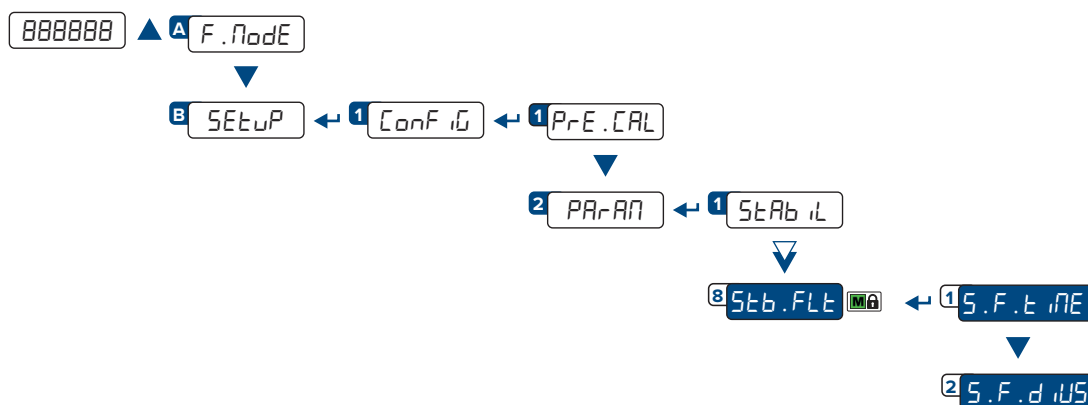 888888 A F.ModE
B SEtuP 1 ConFiG 1 PrE.CAL
2 PArAM 1 StAbiL
8 Stb.FLt M 1 S.F.tiME
2 S.F.diUS